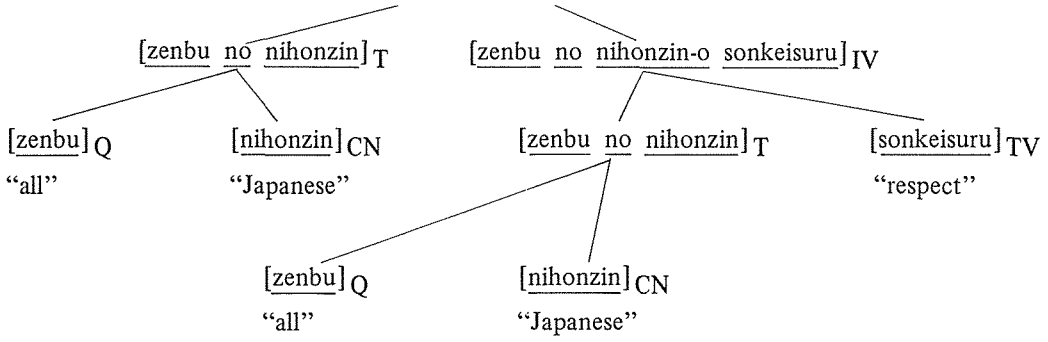 [zenbu no nihonzin]T [zenbu no nihonzin-o sonkeisuru]IV
[zenbu]Q [nihonzin]CN [zenbu no nihonzin]T [sonkeisuru]TV
“all” “Japanese” “respect”
[zenbu]Q [nihonzin]CN
“all” “Japanese”